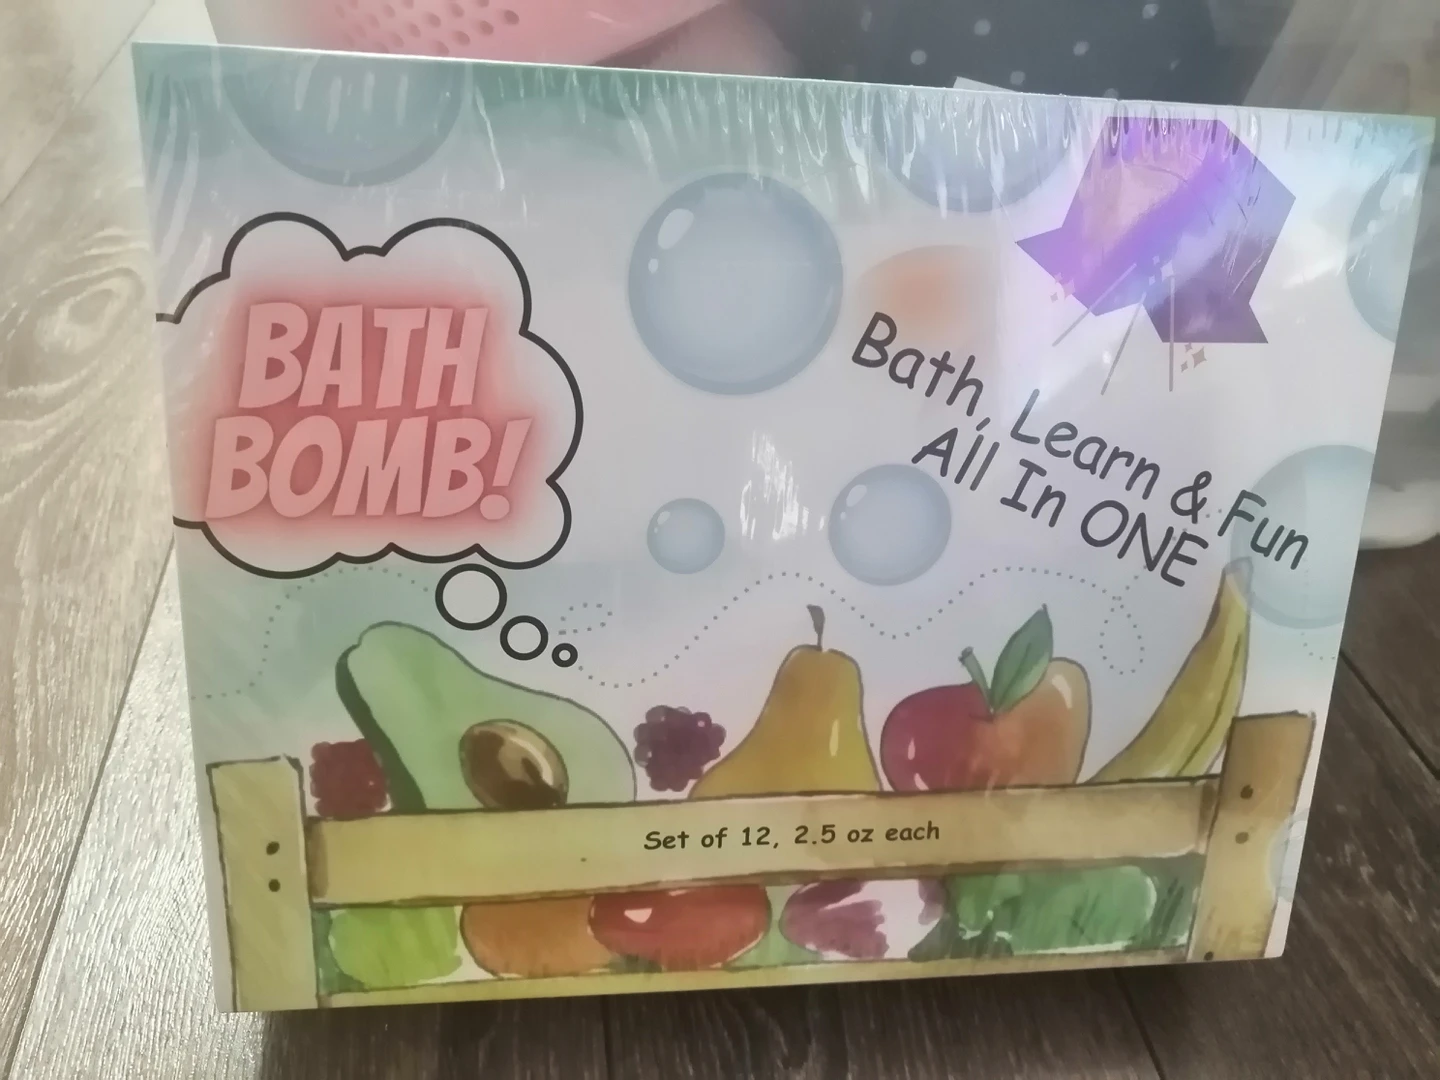 BATH
BOMB!
Bath, Learn & Fun
All In ONE
Set of 12, 2.5 oz each